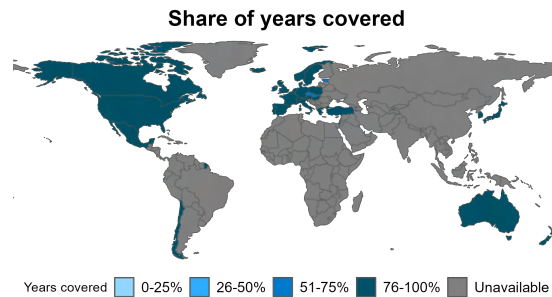 Share of years covered
Years covered 0-25% 26-50% 51-75% 76-100% Unavailable